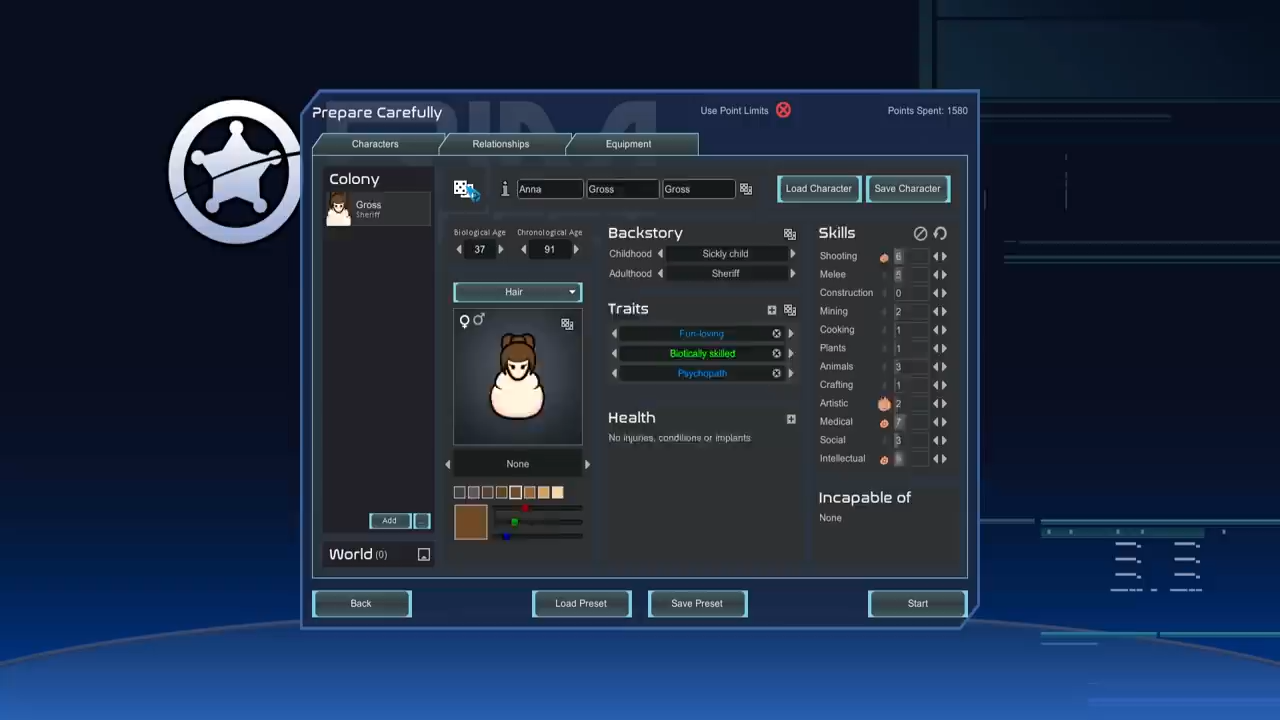 Prepare Carefully
Use Point Limits
Points Spent: 1580
Characters
Relationships
Equipment
Colony
Gross
Sheriff
Add
...
World (0)
Anna
Gross
Gross
Load Character
Save Character
Biological Age
Chronological Age
37
91
Hair
None
Backstory
Childhood
Sickly child
Adulthood
Sheriff
Traits
Fun-loving
Biotically skilled
Psychopath
Health
No injuries, conditions or implants
Skills
Shooting 6
Melee
Construction 0
Mining 2
Cooking 1
Plants 1
Animals 3
Crafting 1
Artistic 2
Medical 7
Social 3
Intellectual
Incapable of
None
Back
Load Preset
Save Preset
Start